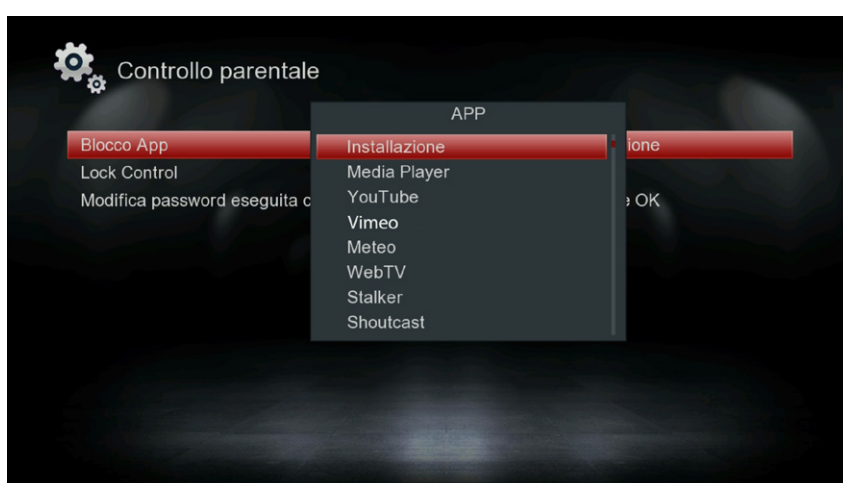 Controllo parentale
APP
Blocco App
Installazione
ione
Lock Control
Media Player
Modifica password eseguita c
YouTube
OK
Vimeo
Meteo
WebTV
Stalker
Shoutcast